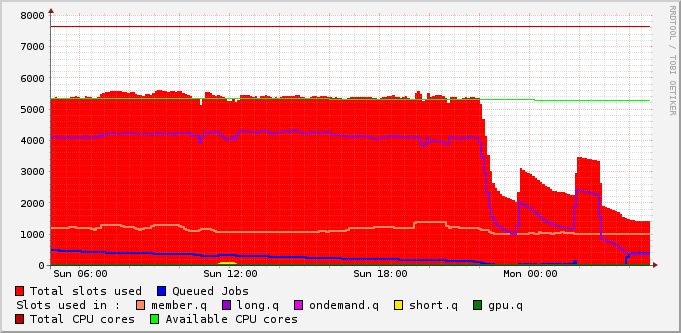 RRDTOOL / TOBI OETIKER
8000
7000
6000
5000
4000
3000
2000
1000
0
Sun 06:00 Sun 12:00 Sun 18:00 Mon 00:00
Total slots used Queued Jobs
Slots used in : member.q long.q ondemand.q short.q gpu.q
Total CPU cores Available CPU cores